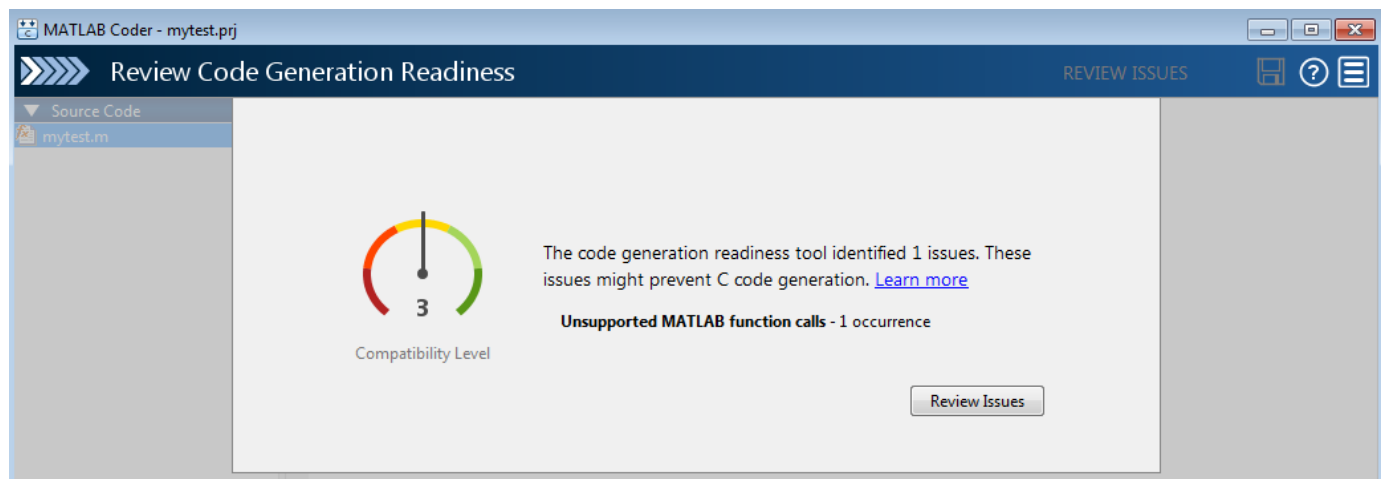 MATLAB Coder - mytest.prj
Review Code Generation Readiness
REVIEW ISSUES
Source Code
mytest.m
The code generation readiness tool identified 1 issues. These
issues might prevent C code generation. Learn more
Unsupported MATLAB function calls - 1 occurrence
3
Compatibility Level
Review Issues